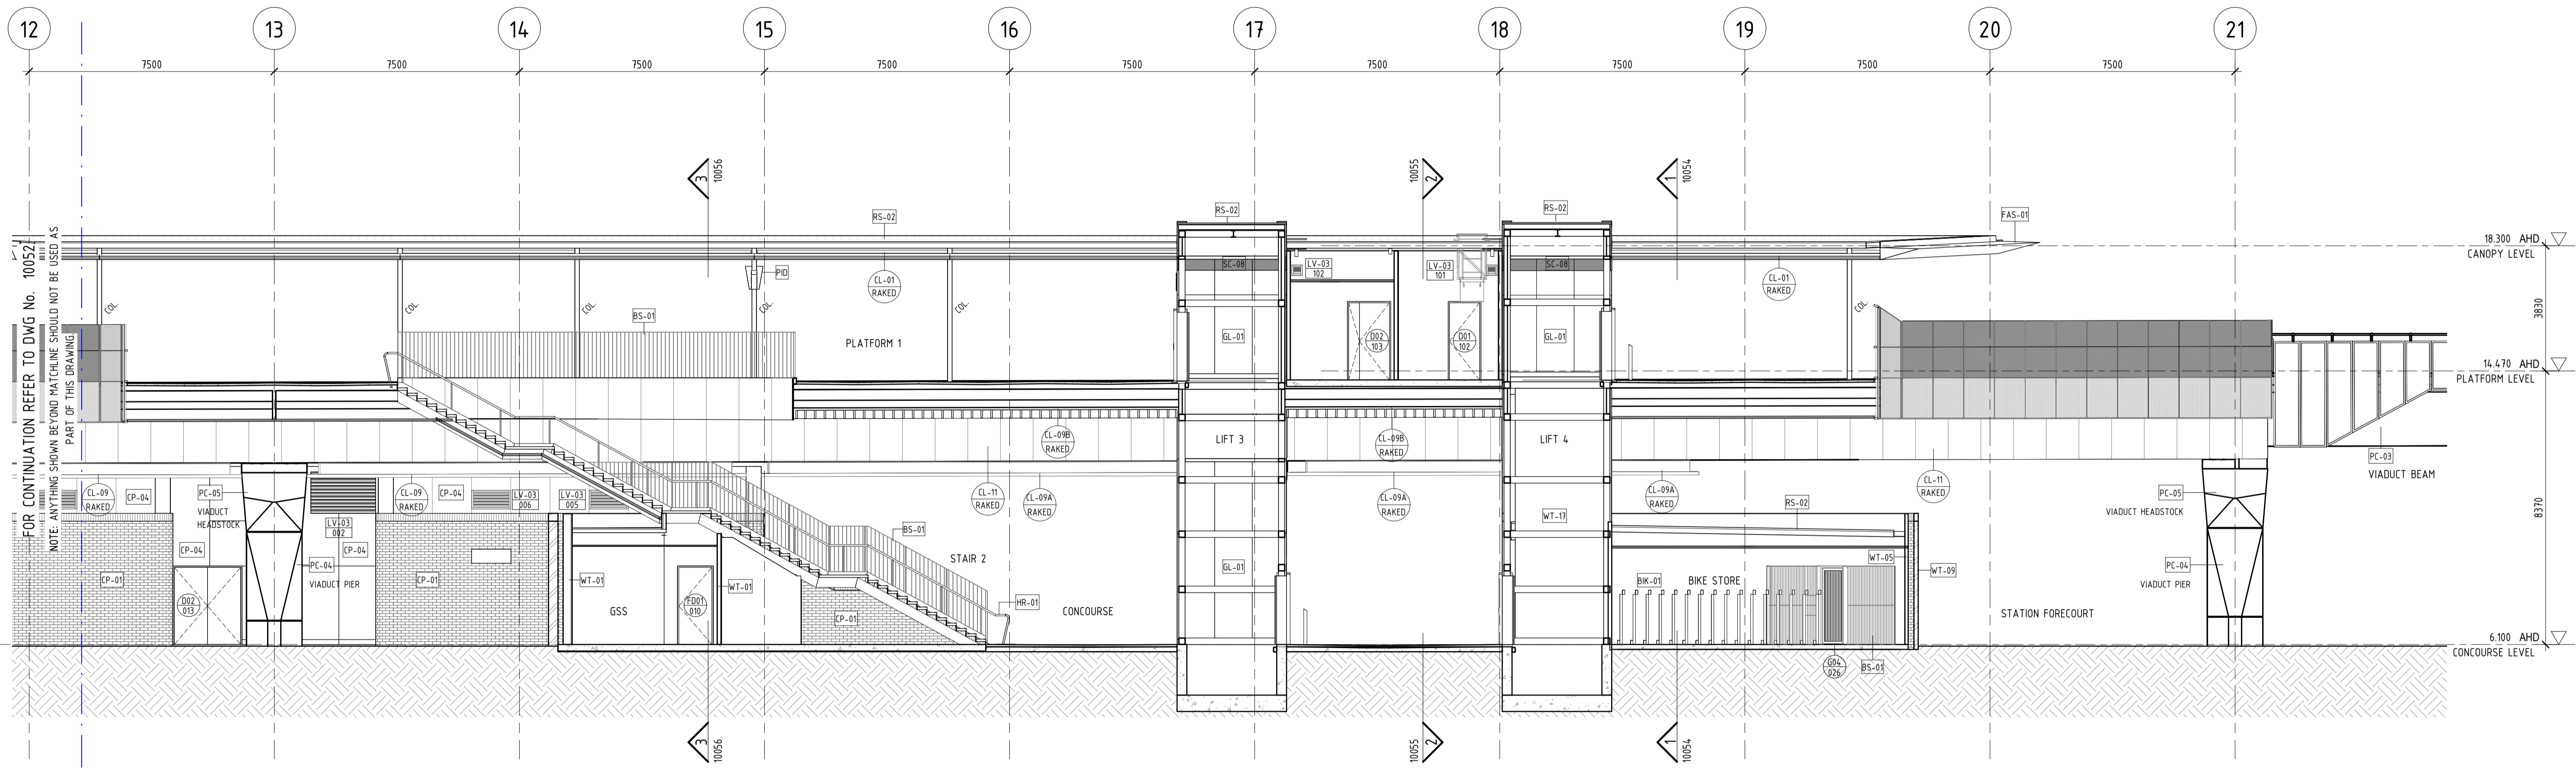 12
13
14
15
16
17
18
19
20
21
7500
7500
7500
7500
7500
7500
7500
7500
7500
FOR CONTINUATION REFER TO DWG No. 10052
NOTE: ANYTHING SHOWN BEYOND MATCHLINE SHOULD NOT BE USED AS
PART OF THIS DRAWING.
3
10056
10055
2
1
10054
RS-02
RS-02
RS-02
FAS-01
18.300 AHD
CANOPY LEVEL
PID
CL-01
RAKED
SC-08
LV-03
102
LV-03
101
SC-08
CL-01
RAKED
COL.
COL.
COL.
COL.
COL.
COL.
BS-01
PLATFORM 1
GL-01
D02
103
D01
102
GL-01
3830
14.470 AHD
PLATFORM LEVEL
LIFT 3
LIFT 4
CL-09B
RAKED
CL-09B
RAKED
PC-03
VIADUCT BEAM
CL-09
RAKED
CP-04
PC-05
VIADUCT
HEADSTOCK
CL-09
RAKED
CP-04
LV-03
006
LV-03
005
CL-11
RAKED
CL-09A
RAKED
CL-09A
RAKED
CL-09A
RAKED
CL-11
RAKED
PC-05
VIADUCT HEADSTOCK
RS-02
WT-17
8370
LV-03
002
CP-04
CP-04
BS-01
STAIR 2
PC-04
VIADUCT PIER
CP-01
CP-01
WT-01
WT-01
GL-01
WT-05
WT-09
PC-04
VIADUCT PIER
BIK-01
BIKE STORE
D02
013
GSS
FD01
010
CP-01
HR-01
CONCOURSE
STATION FORECOURT
6.100 AHD
CONCOURSE LEVEL
G04
026
BS-01
3
10056
10055
2
1
10054